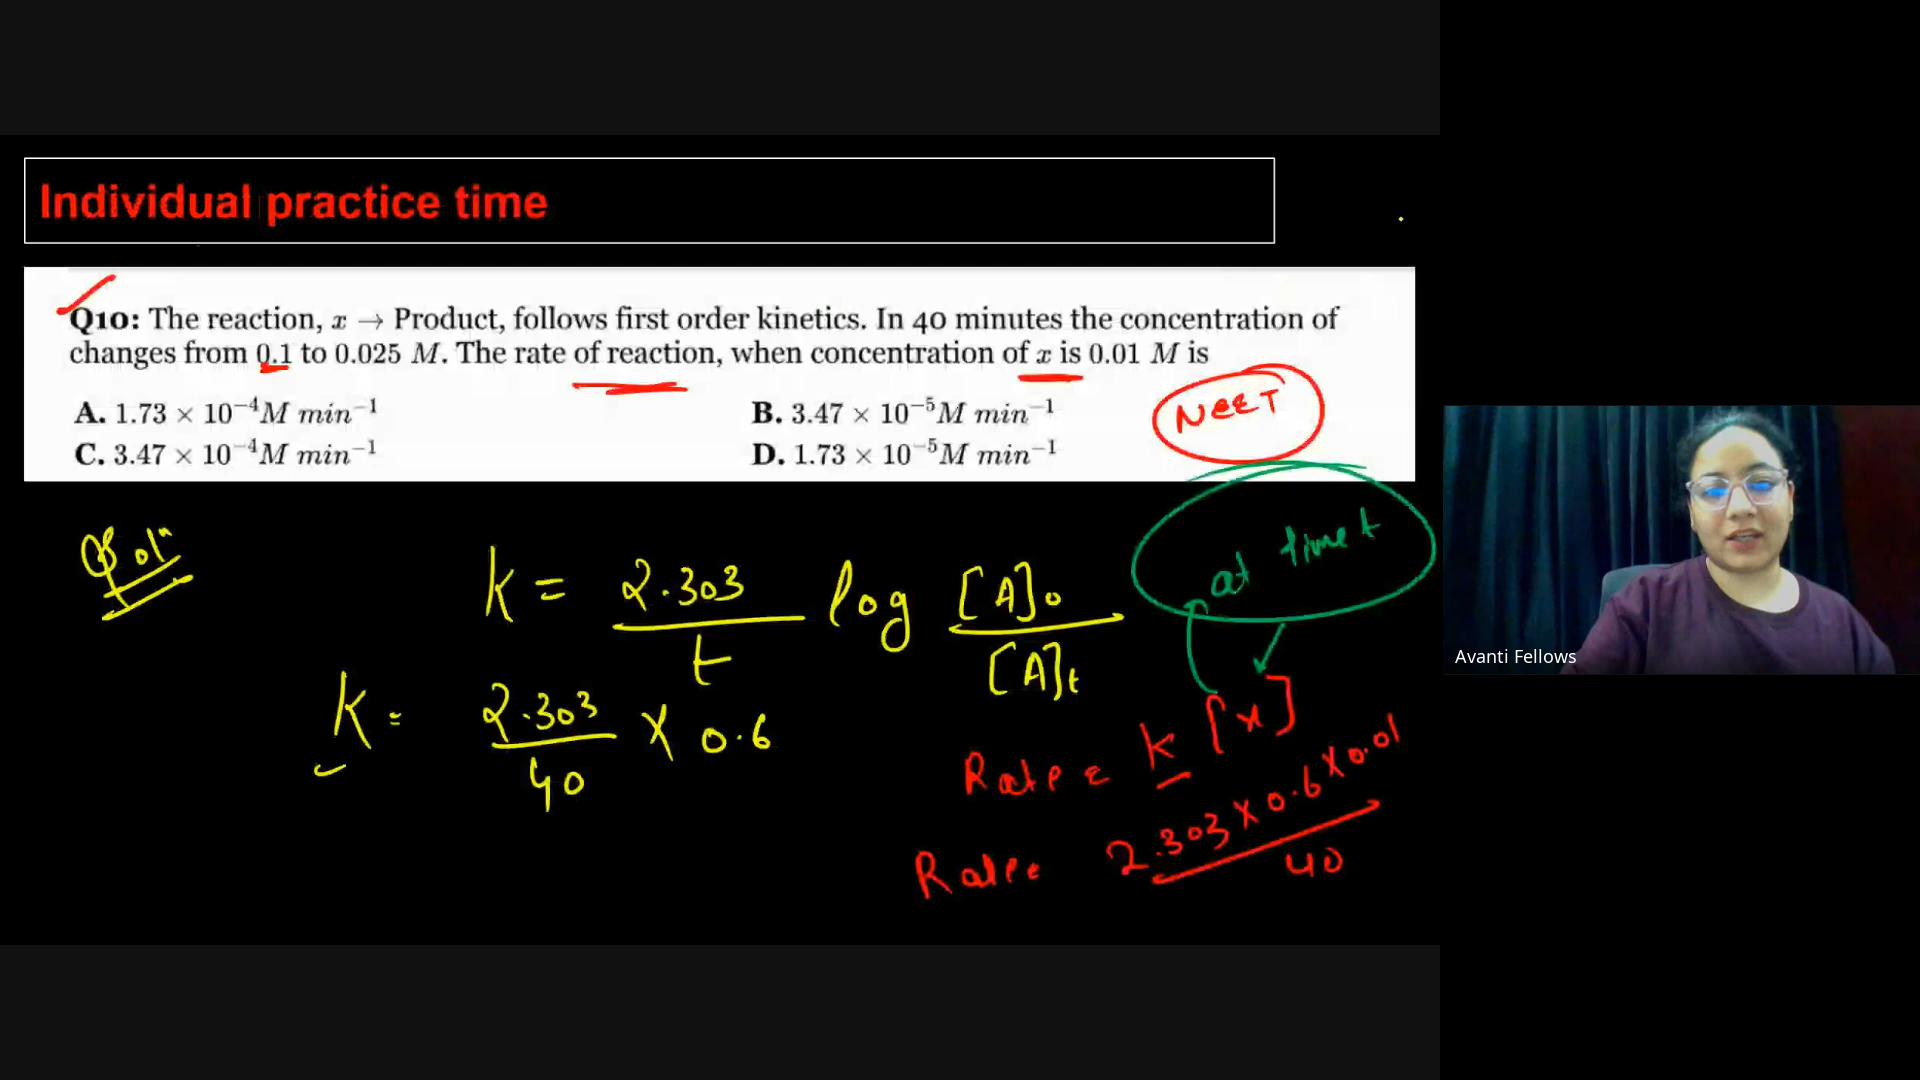 Individual practice time
Q10: The reaction, x → Product, follows first order kinetics. In 40 minutes the concentration of
changes from 0.1 to 0.025 M. The rate of reaction, when concentration of x is 0.01 M is
A. 1.73 × 10⁻⁴M min⁻¹ B. 3.47 × 10⁻⁵M min⁻¹
C. 3.47 × 10⁻⁴M min⁻¹ D. 1.73 × 10⁻⁵M min⁻¹
NEET
at time t
Solⁿ
K = 2.303/t log [A]₀/[A]t
K = 2.303/40 × 0.6
Rate = k [x]
Rate = 2.303 × 0.6 × 0.01/40
Avanti Fellows